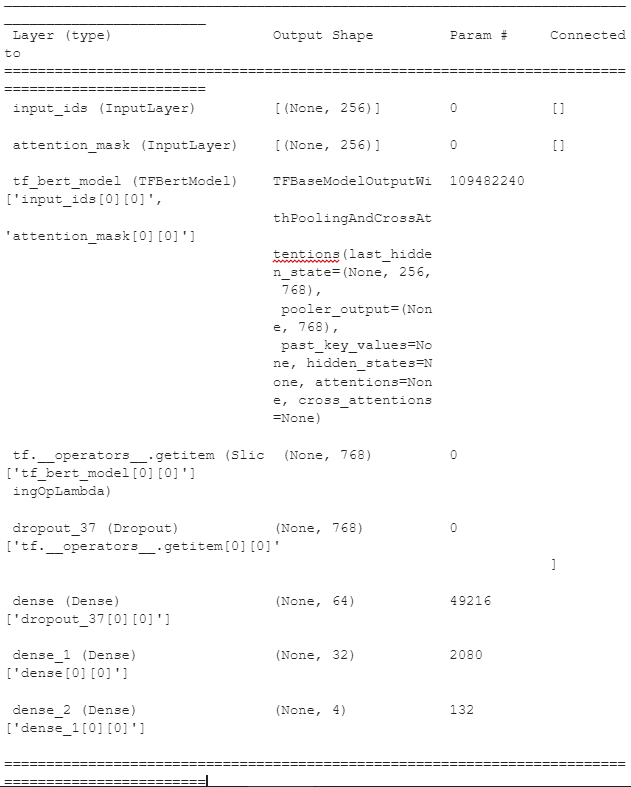 Layer (type) Output Shape Param # Connected
to
input_ids (InputLayer) [(None, 256)] 0 []
attention_mask (InputLayer) [(None, 256)] 0 []
tf_bert_model (TFBertModel) TFBaseModelOutputWi 109482240
['input_ids[0][0]',
thPoolingAndCrossAt
'attention_mask[0][0]']
tentions(last_hidde
n_state=(None, 256,
768),
pooler_output=(Non
e, 768),
past_key_values=No
ne, hidden_states=N
one, attentions=Non
e, cross_attentions
=None)
tf.__operators__.getitem (Slic (None, 768) 0
['tf_bert_model[0][0]']
ingOpLambda)
dropout_37 (Dropout) (None, 768) 0
['tf.__operators__.getitem[0][0]'
]
dense (Dense) (None, 64) 49216
['dropout_37[0][0]']
dense_1 (Dense) (None, 32) 2080
['dense[0][0]']
dense_2 (Dense) (None, 4) 132
['dense_1[0][0]']